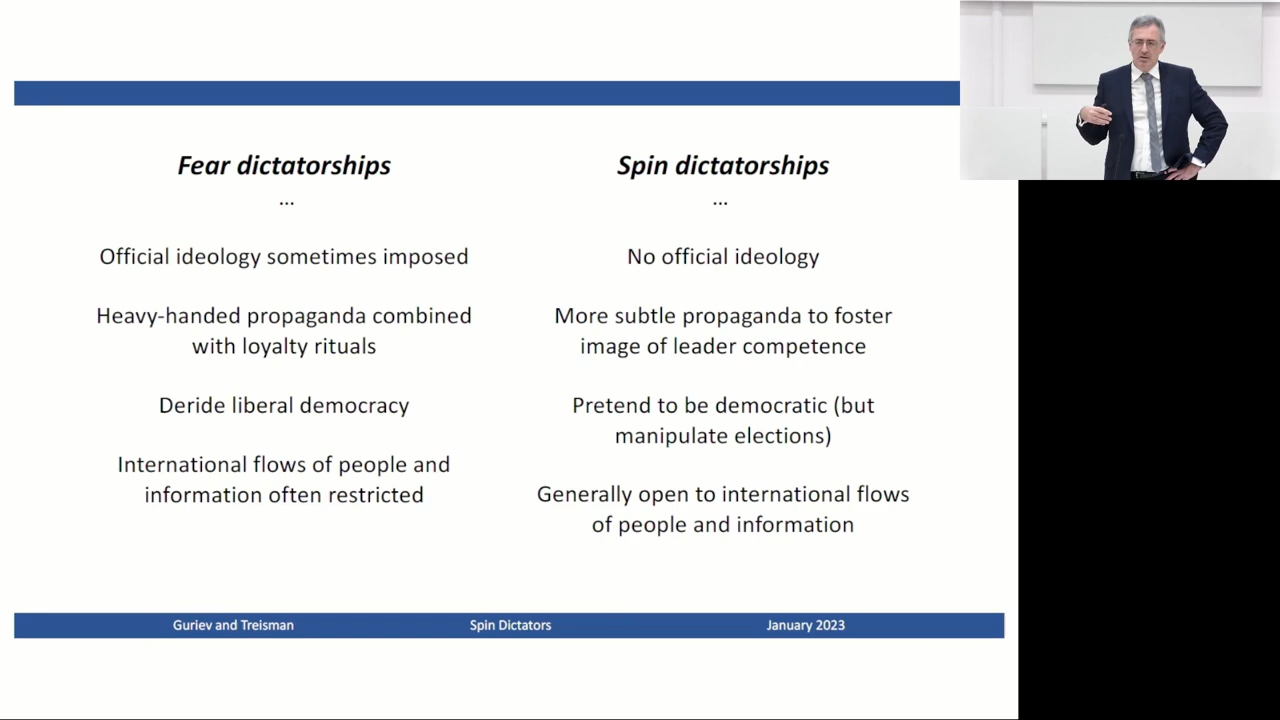 Fear dictatorships
...
Official ideology sometimes imposed
Heavy-handed propaganda combined
with loyalty rituals
Deride liberal democracy
International flows of people and
information often restricted
Spin dictatorships
...
No official ideology
More subtle propaganda to foster
image of leader competence
Pretend to be democratic (but
manipulate elections)
Generally open to international flows
of people and information
Guriev and Treisman
Spin Dictators
January 2023